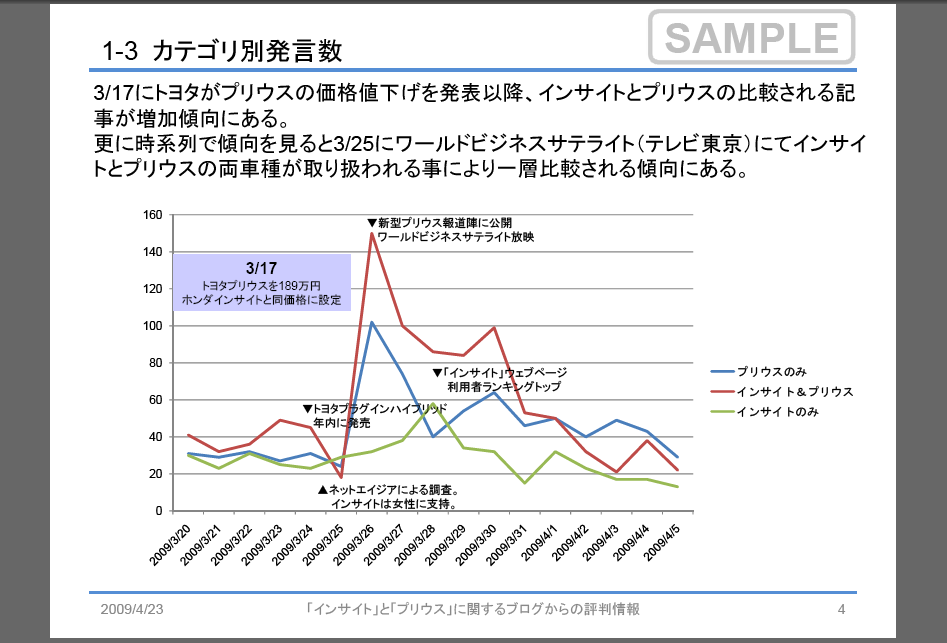 SAMPLE
1-3 カテゴリ別発言数
3/17にトヨタがプリウスの価格値下げを発表以降、インサイトとプリウスの比較される記
事が増加傾向にある。
更に時系列で傾向を見ると3/25にワールドビジネスサテライト(テレビ東京)にてインサイ
トとプリウスの両車種が取り扱われる事により一層比較される傾向にある。
160
140
120
100
80
60
40
20
0
▼新型プリウス報道陣に公開
ワールドビジネスサテライト放映
3/17
トヨタプリウスを189万円
ホンダインサイトと同価格に設定
▼「インサイト」ウェブページ
利用者ランキングトップ
▼トヨタプラグインハイブリッド
年内に発売
▲ネットエイジアによる調査。
インサイトは女性に支持。
プリウスのみ
インサイト&プリウス
インサイトのみ
2009/3/20
2009/3/21
2009/3/22
2009/3/23
2009/3/24
2009/3/25
2009/3/26
2009/3/27
2009/3/28
2009/3/29
2009/3/30
2009/3/31
2009/4/1
2009/4/2
2009/4/3
2009/4/4
2009/4/5
2009/4/23
「インサイト」と「プリウス」に関するブログからの評判情報
4